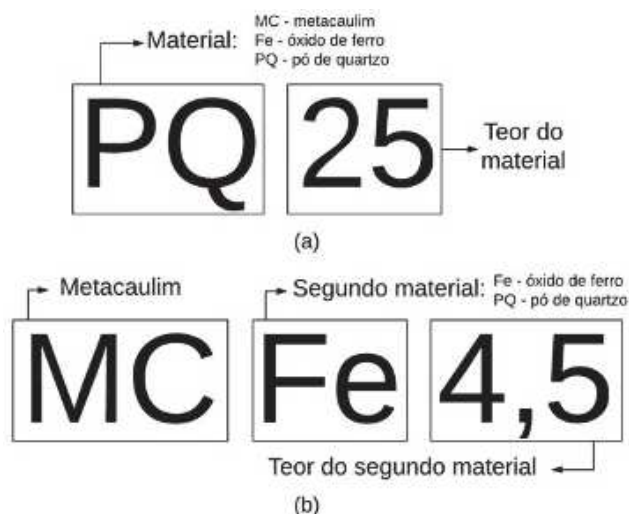 Material:
MC - metacaulim
Fe - óxido de ferro
PQ - pó de quartzo
PQ 25
Teor do
material
(a)
Metacaulim
Segundo material:
Fe - óxido de ferro
PQ - pó de quartzo
MC Fe 4,5
Teor do segundo material
(b)